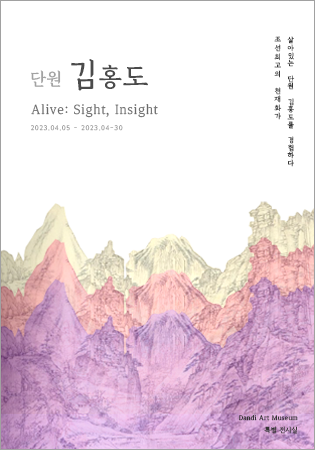 단원 김홍도
Alive: Sight, Insight
2023.04.05 - 2023.04-30
살아있는 단원 김홍도를 경험하다
조선최고의 천재화가
Dandi Art Museum
특별 전시실